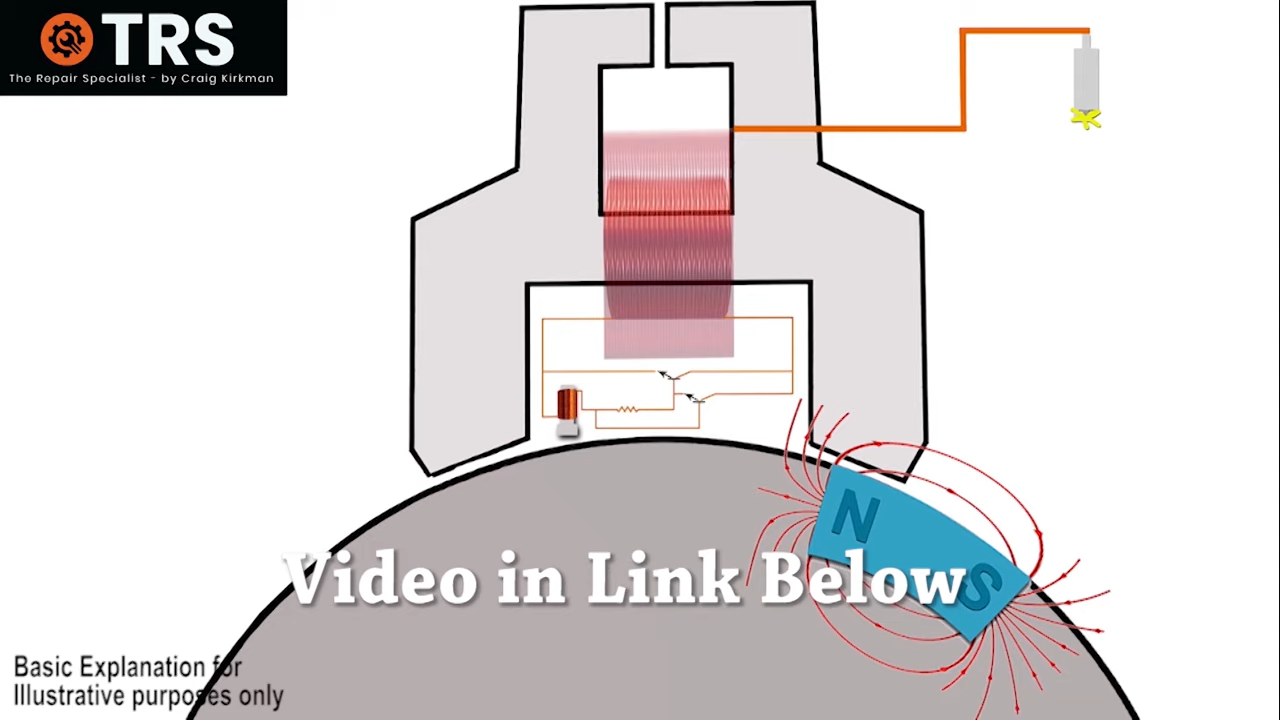 TRS
The Repair Specialist - by Craig Kirkman
N
S
Video in Link Below
Basic Explanation for
Illustrative purposes only